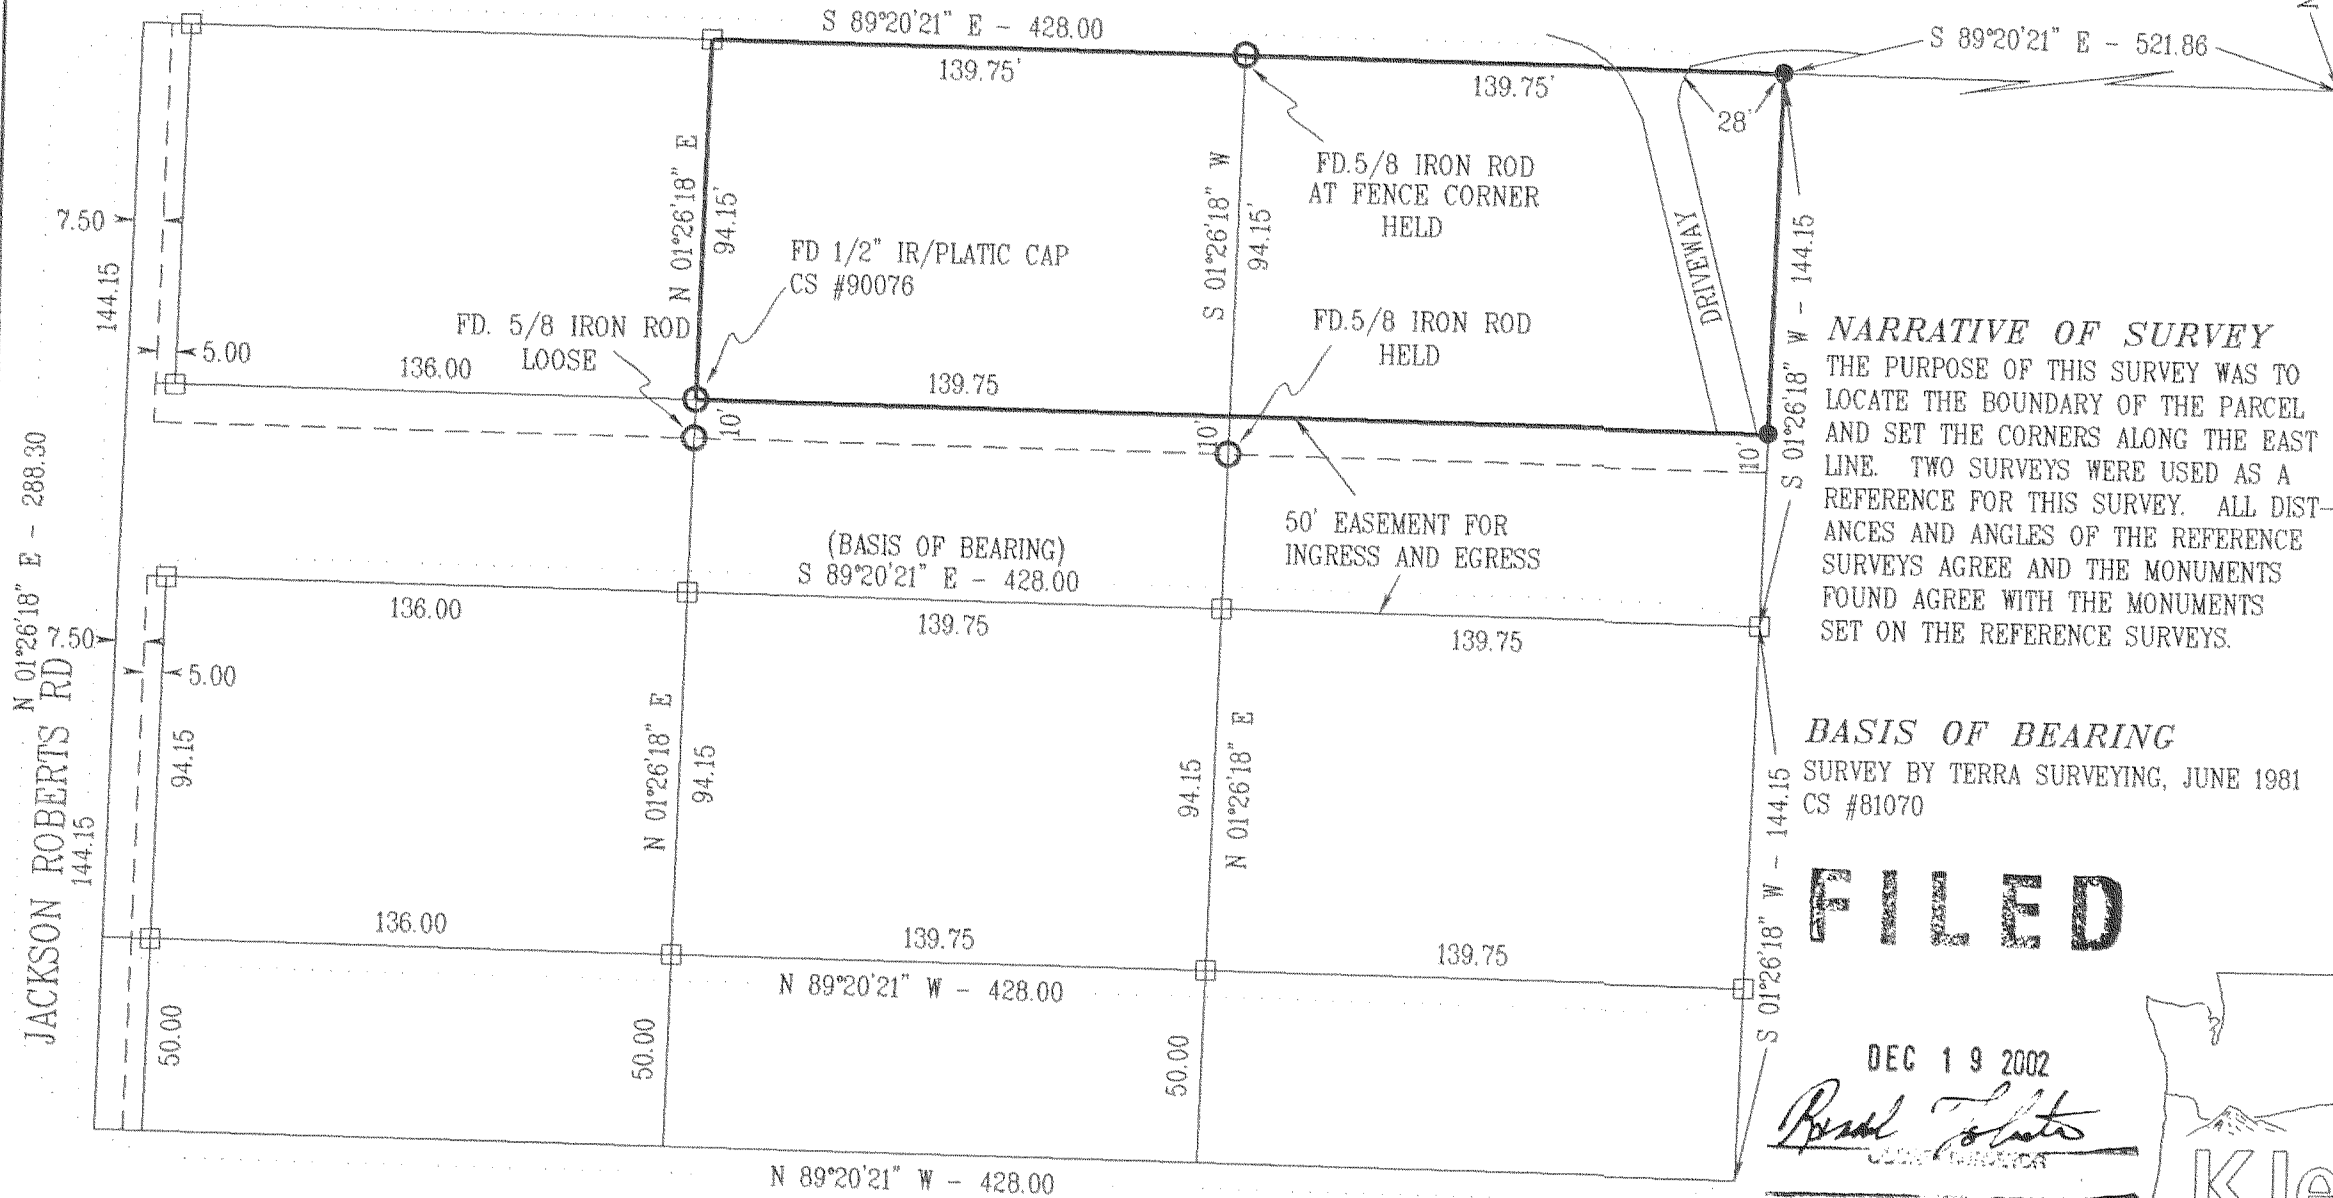 S 89°20'21" E - 428.00
139.75'
139.75'
S 89°20'21" E - 521.86
28'
N 01°26'18" E
94.15'
S 01°26'18" W
94.15'
FD.5/8 IRON ROD
AT FENCE CORNER
HELD
DRIVEWAY
S 01°26'18" W - 144.15
7.50
144.15
5.00
FD 1/2" IR/PLATIC CAP
CS #90076
FD. 5/8 IRON ROD
LOOSE
136.00
139.75
FD.5/8 IRON ROD
HELD
10'
10'
10'
N 01°26'18" E - 288.30
JACKSON ROBERTS RD
(BASIS OF BEARING)
S 89°20'21" E - 428.00
50' EASEMENT FOR
INGRESS AND EGRESS
136.00
139.75
139.75
7.50
5.00
94.15
144.15
N 01°26'18" E
94.15
94.15
N 01°26'18" E
S 01°26'18" W - 144.15
136.00
139.75
139.75
N 89°20'21" W - 428.00
50.00
50.00
50.00
N 89°20'21" W - 428.00
NARRATIVE OF SURVEY
THE PURPOSE OF THIS SURVEY WAS TO
LOCATE THE BOUNDARY OF THE PARCEL
AND SET THE CORNERS ALONG THE EAST
LINE. TWO SURVEYS WERE USED AS A
REFERENCE FOR THIS SURVEY. ALL DIST-
ANCES AND ANGLES OF THE REFERENCE
SURVEYS AGREE AND THE MONUMENTS
FOUND AGREE WITH THE MONUMENTS
SET ON THE REFERENCE SURVEYS.
BASIS OF BEARING
SURVEY BY TERRA SURVEYING, JUNE 1981
CS #81070
FILED
DEC 19 2002